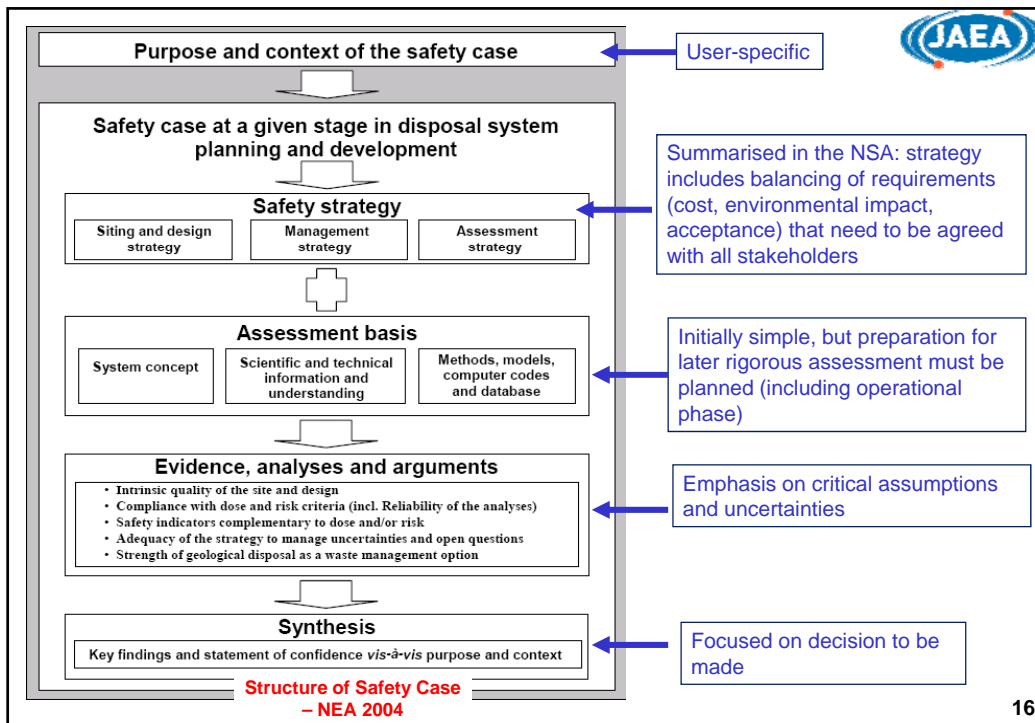 Purpose and context of the safety case
User-specific
JAEA
Safety case at a given stage in disposal system
planning and development
Safety strategy
Siting and design
strategy
Management
strategy
Assessment
strategy
Summarised in the NSA: strategy
includes balancing of requirements
(cost, environmental impact,
acceptance) that need to be agreed
with all stakeholders
Assessment basis
System concept
Scientific and technical
information and
understanding
Methods, models,
computer codes
and database
Initially simple, but preparation for
later rigorous assessment must be
planned (including operational
phase)
Evidence, analyses and arguments
• Intrinsic quality of the site and design
• Compliance with dose and risk criteria (incl. Reliability of the analyses)
• Safety indicators complementary to dose and/or risk
• Adequacy of the strategy to manage uncertainties and open questions
• Strength of geological disposal as a waste management option
Emphasis on critical assumptions
and uncertainties
Synthesis
Key findings and statement of confidence vis-à-vis purpose and context
Focused on decision to be
made
Structure of Safety Case
– NEA 2004
16